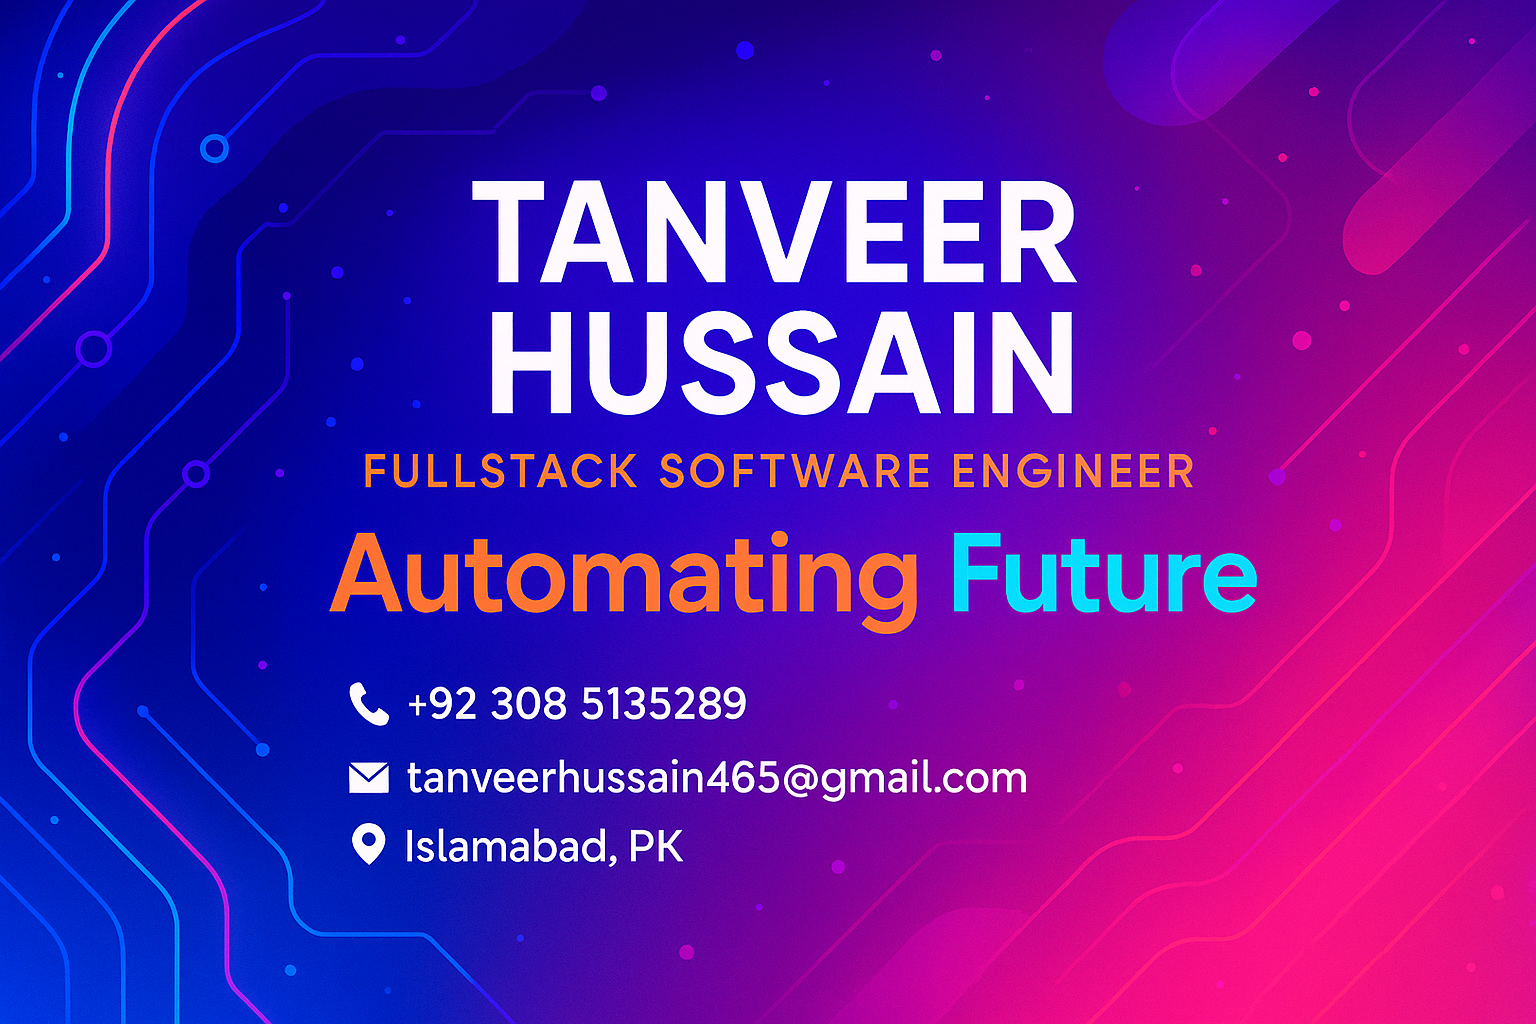 TANVEER
HUSSAIN
FULLSTACK SOFTWARE ENGINEER
Automating Future
+92 308 5135289
tanveerhussain465@gmail.com
Islamabad, PK